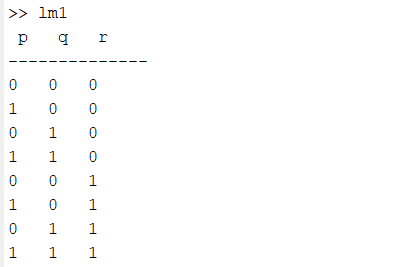 >> lm1
p q r
--------------
0 0 0
1 0 0
0 1 0
1 1 0
0 0 1
1 0 1
0 1 1
1 1 1